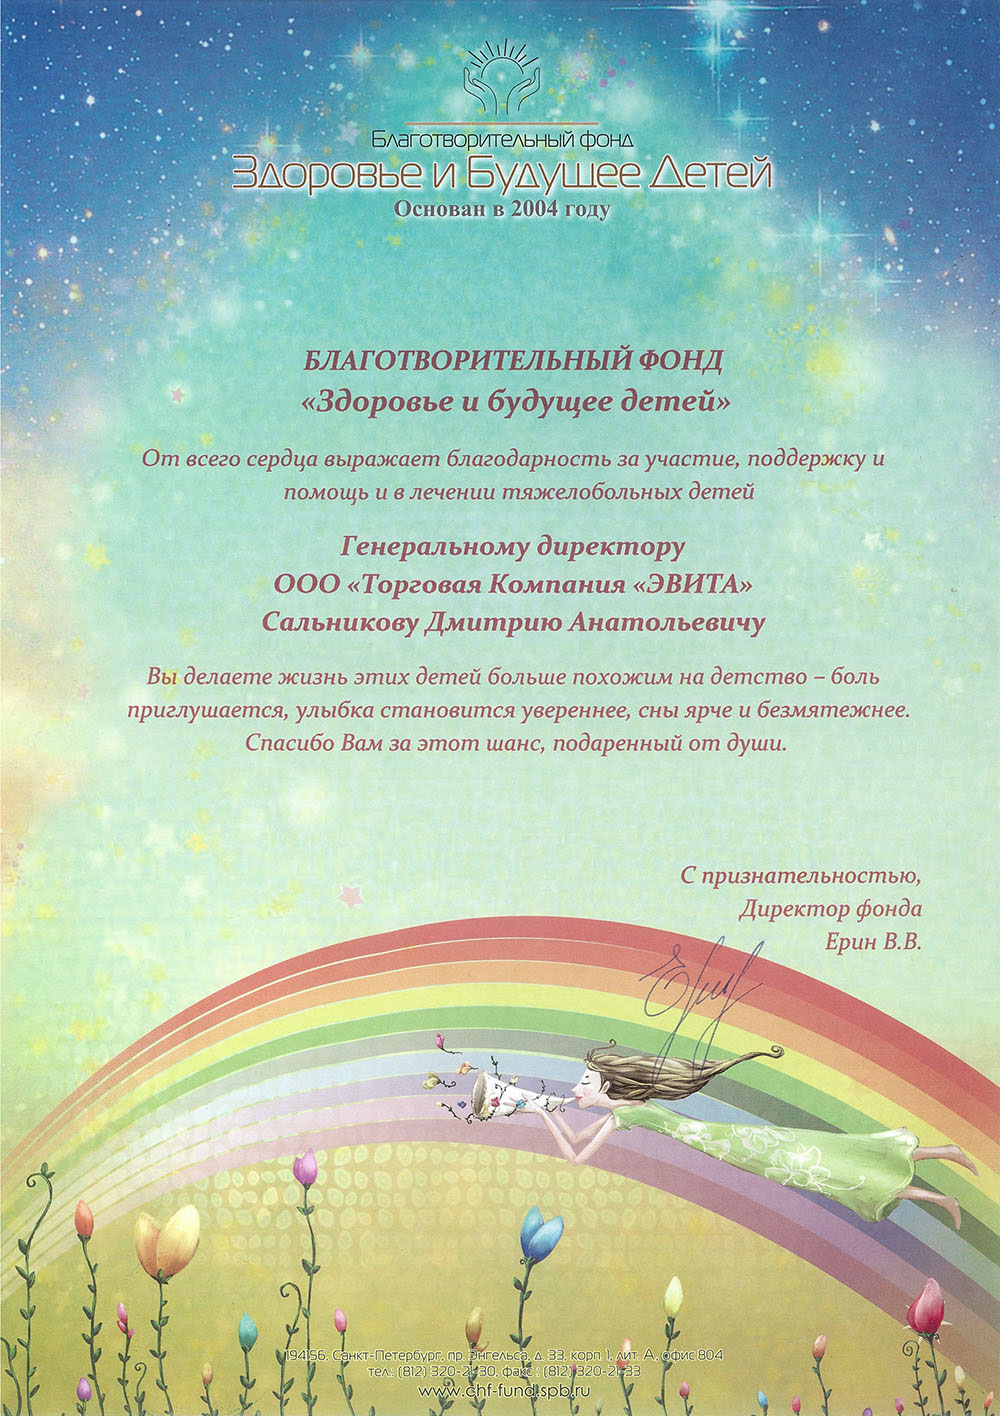 Благотворительный фонд
Здоровье и Будущее Детей
Основан в 2004 году
БЛАГОТВОРИТЕЛЬНЫЙ ФОНД
«Здоровье и будущее детей»
От всего сердца выражает благодарность за участие, поддержку и
помощь и в лечении тяжелобольных детей
Генеральному директору
ООО «Торговая Компания «ЭВИТА»
Сальникову Дмитрию Анатольевичу
Вы делаете жизнь этих детей больше похожим на детство – боль
приглушается, улыбка становится увереннее, сны ярче и безмятежнее.
Спасибо Вам за этот шанс, подаренный от души.
С признательностью,
Директор фонда
Ерин В.В.
194156, Санкт-Петербург, пр. Энгельса, д. 33, корп. 1, лит. А, офис 804
тел.: (812) 320-21-30, факс : (812) 320-21-33
www.chf-fund.spb.ru